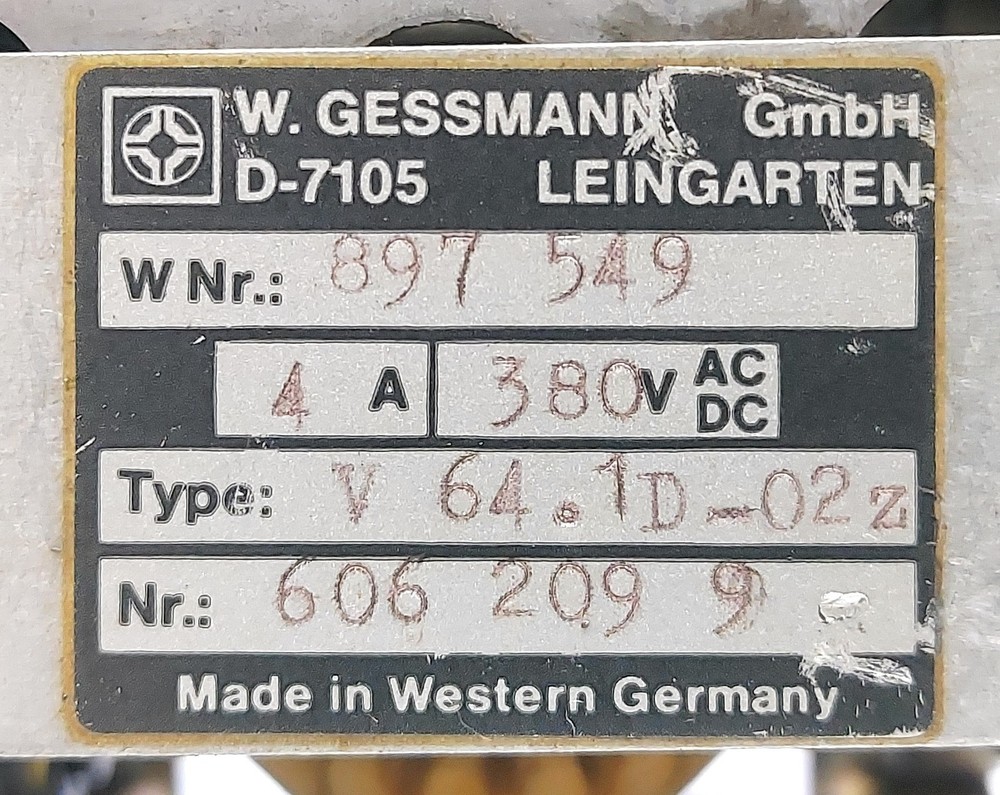 W. GESSMANN GmbH
D-7105 LEINGARTEN
W Nr.: 897 549
4 A 380 V AC DC
Type: V 64.1D-02z
Nr.: 606 209 9
Made in Western Germany